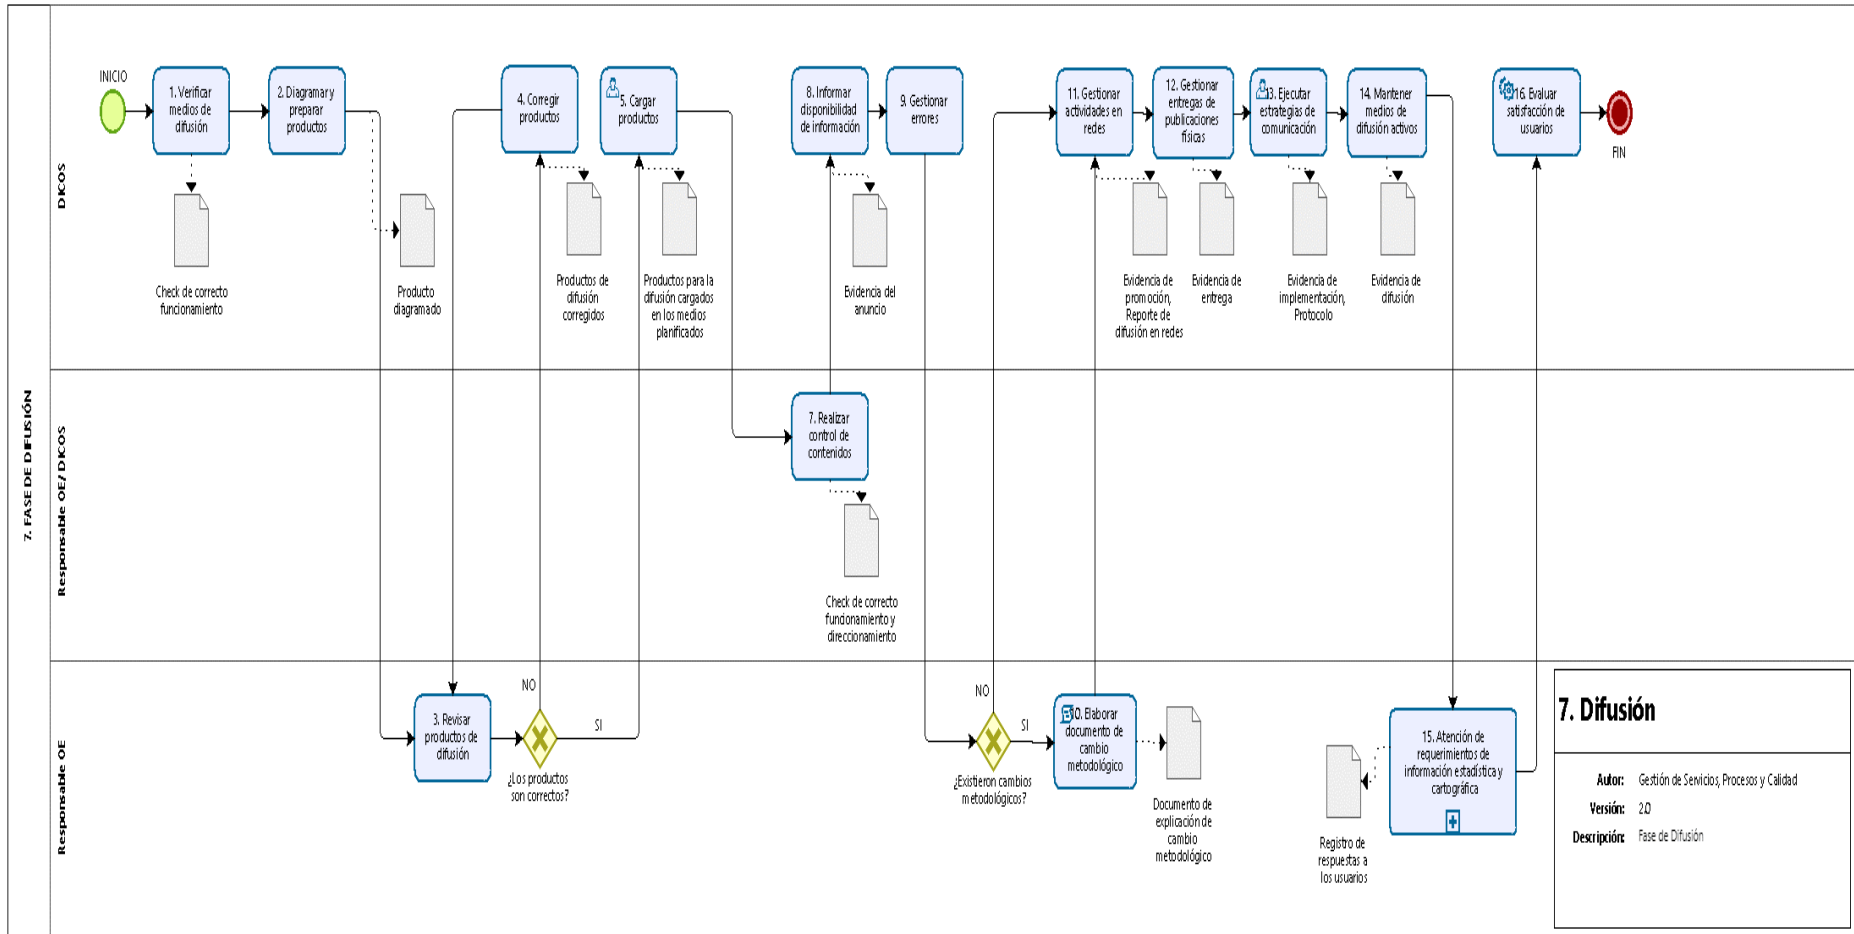 7. FASE DE DIFUSIÓN
DICOS
INICIO
1. Verificar
medios de
difusión
2. Diagramar y
preparar
productos
4. Corregir
productos
5. Cargar
productos
8. Informar
disponibilidad
de información
9. Gestionar
errores
11. Gestionar
actividades en
redes
12. Gestionar
entregas de
publicaciones
físicas
13. Ejecutar
estrategias de
comunicación
14. Mantener
medios de
difusión activos
16. Evaluar
satisfacción de
usuarios
FIN
Check de correcto
funcionamiento
Producto
diagramado
Productos de
difusión
corregidos
Productos para la
difusión cargados
en los medios
planificados
Evidencia del
anuncio
Evidencia de
promoción,
Reporte de
difusión en redes
Evidencia de
entrega
Evidencia de
implementación,
Protocolo
Evidencia de
difusión
Responsable OE/ DICOS
7. Realizar
control de
contenidos
Check de correcto
funcionamiento y
direccionamiento
Responsable OE
3. Revisar
productos de
difusión
NO
SI
¿Los productos
son correctos?
NO
SI
¿Existieron cambios
metodológicos?
10. Elaborar
documento de
cambio
metodológico
Documento de
explicación de
cambio
metodológico
15. Atención de
requerimientos de
información estadística y
cartográfica
Registro de
respuestas a
los usuarios
7. Difusión
Autor: Gestión de Servicios, Procesos y Calidad
Versión: 2.0
Descripción: Fase de Difusión